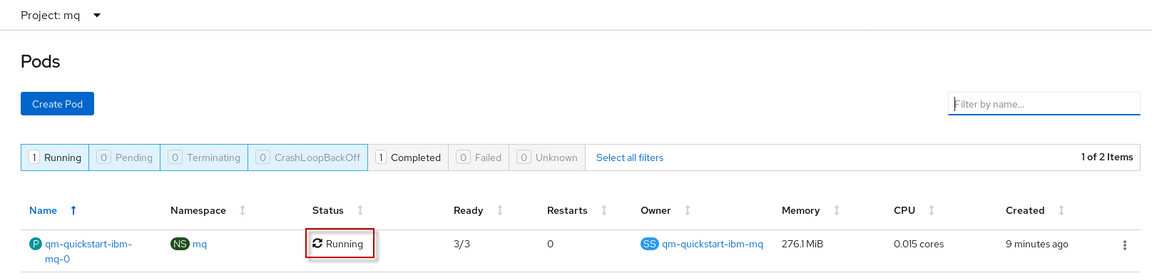 Project: mq
Pods
Create Pod
Filter by name...
1 Running 0 Pending 0 Terminating 0 CrashLoopBackOff 1 Completed 0 Failed 0 Unknown Select all filters 1 of 2 Items
Name Namespace Status Ready Restarts Owner Memory CPU Created
P qm-quickstart-ibm- NS mq Running 3/3 0 SS qm-quickstart-ibm-mq 276.1 MiB 0.015 cores 9 minutes ago
mq-0